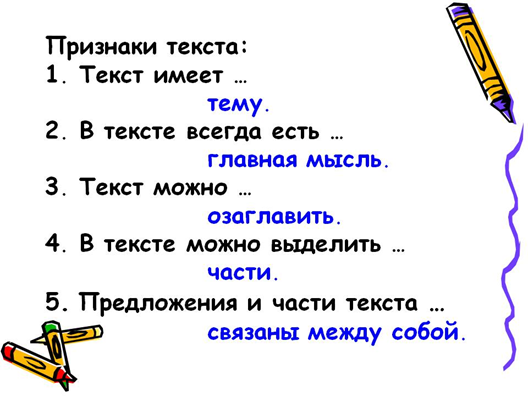 Признаки текста:
1. Текст имеет …
тему.
2. В тексте всегда есть …
главная мысль.
3. Текст можно …
озаглавить.
4. В тексте можно выделить …
части.
5. Предложения и части текста …
связаны между собой.